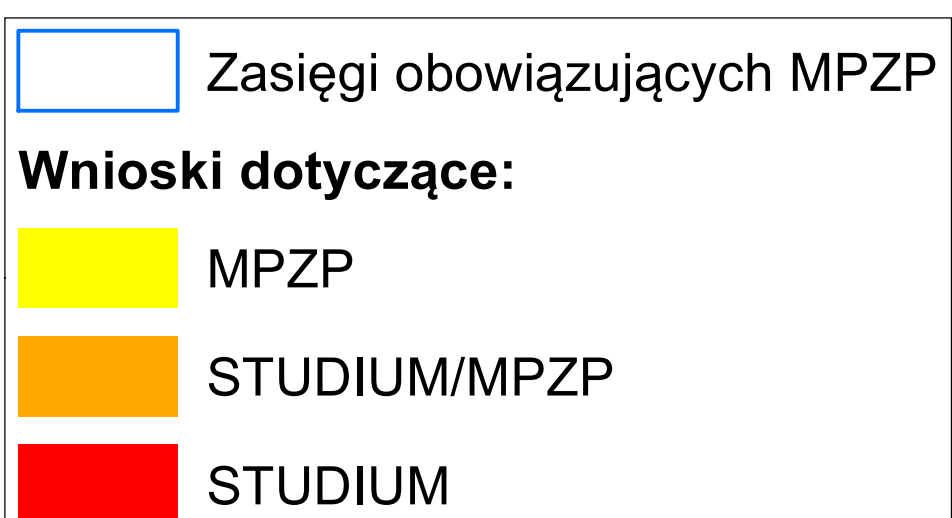 Zasięgi obowiązujących MPZP
Wnioski dotyczące:
MPZP
STUDIUM/MPZP
STUDIUM